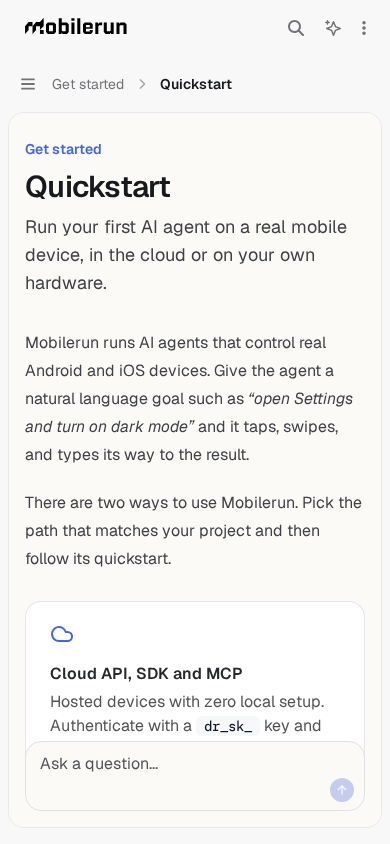 mobilerun
Get started > Quickstart
Get started
Quickstart
Run your first AI agent on a real mobile
device, in the cloud or on your own
hardware.
Mobilerun runs AI agents that control real
Android and iOS devices. Give the agent a
natural language goal such as “open Settings
and turn on dark mode” and it taps, swipes,
and types its way to the result.
There are two ways to use Mobilerun. Pick the
path that matches your project and then
follow its quickstart.
Cloud API, SDK and MCP
Hosted devices with zero local setup.
Authenticate with a dr_sk_ key and
Ask a question...